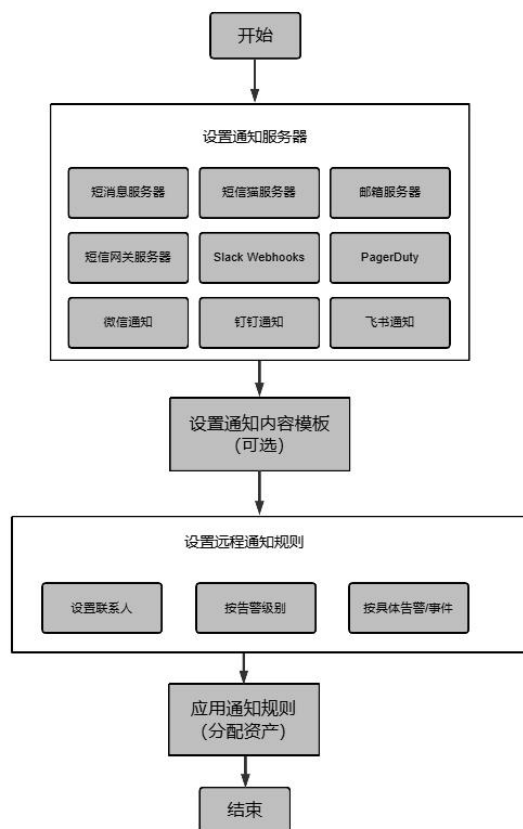 开始
设置通知服务器
短消息服务器
短信猫服务器
邮箱服务器
短信网关服务器
Slack Webhooks
PagerDuty
微信通知
钉钉通知
飞书通知
设置通知内容模板
(可选)
设置远程通知规则
设置联系人
按告警级别
按具体告警/事件
应用通知规则
(分配资产)
结束